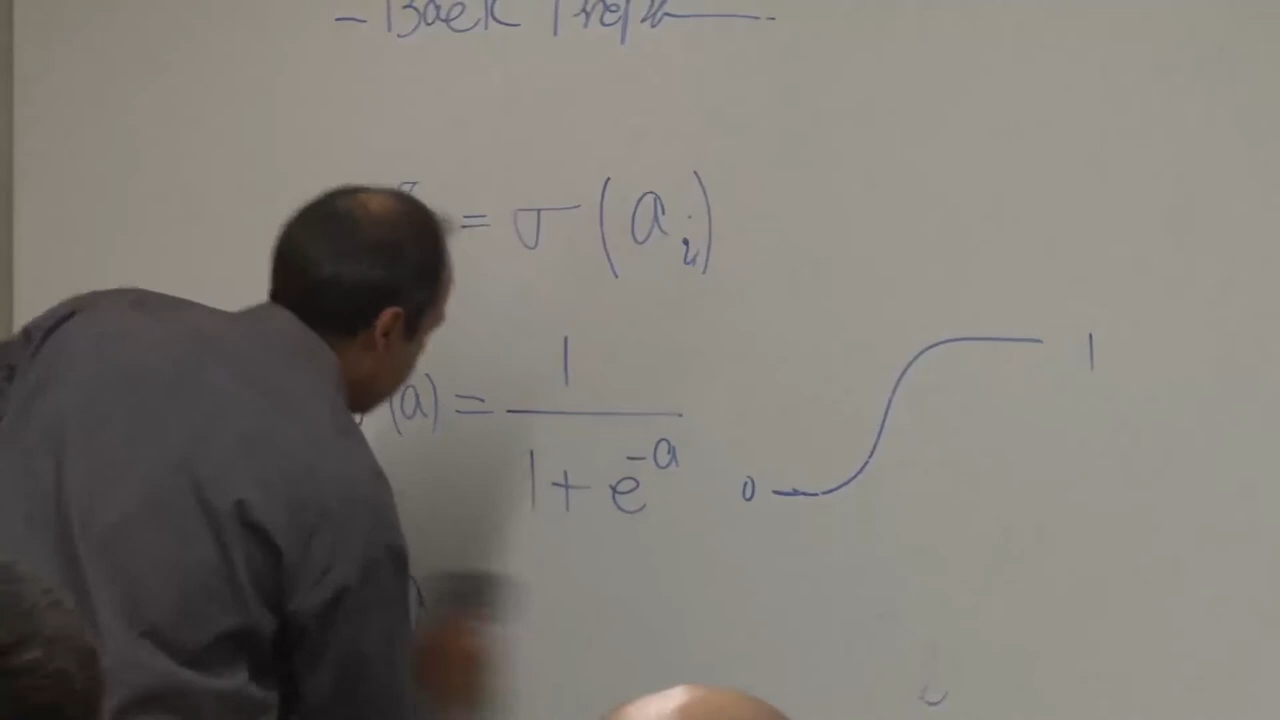 - Back Prop
= σ(aᵢ)
(a) = 1 / (1 + e^{-a})
0 1